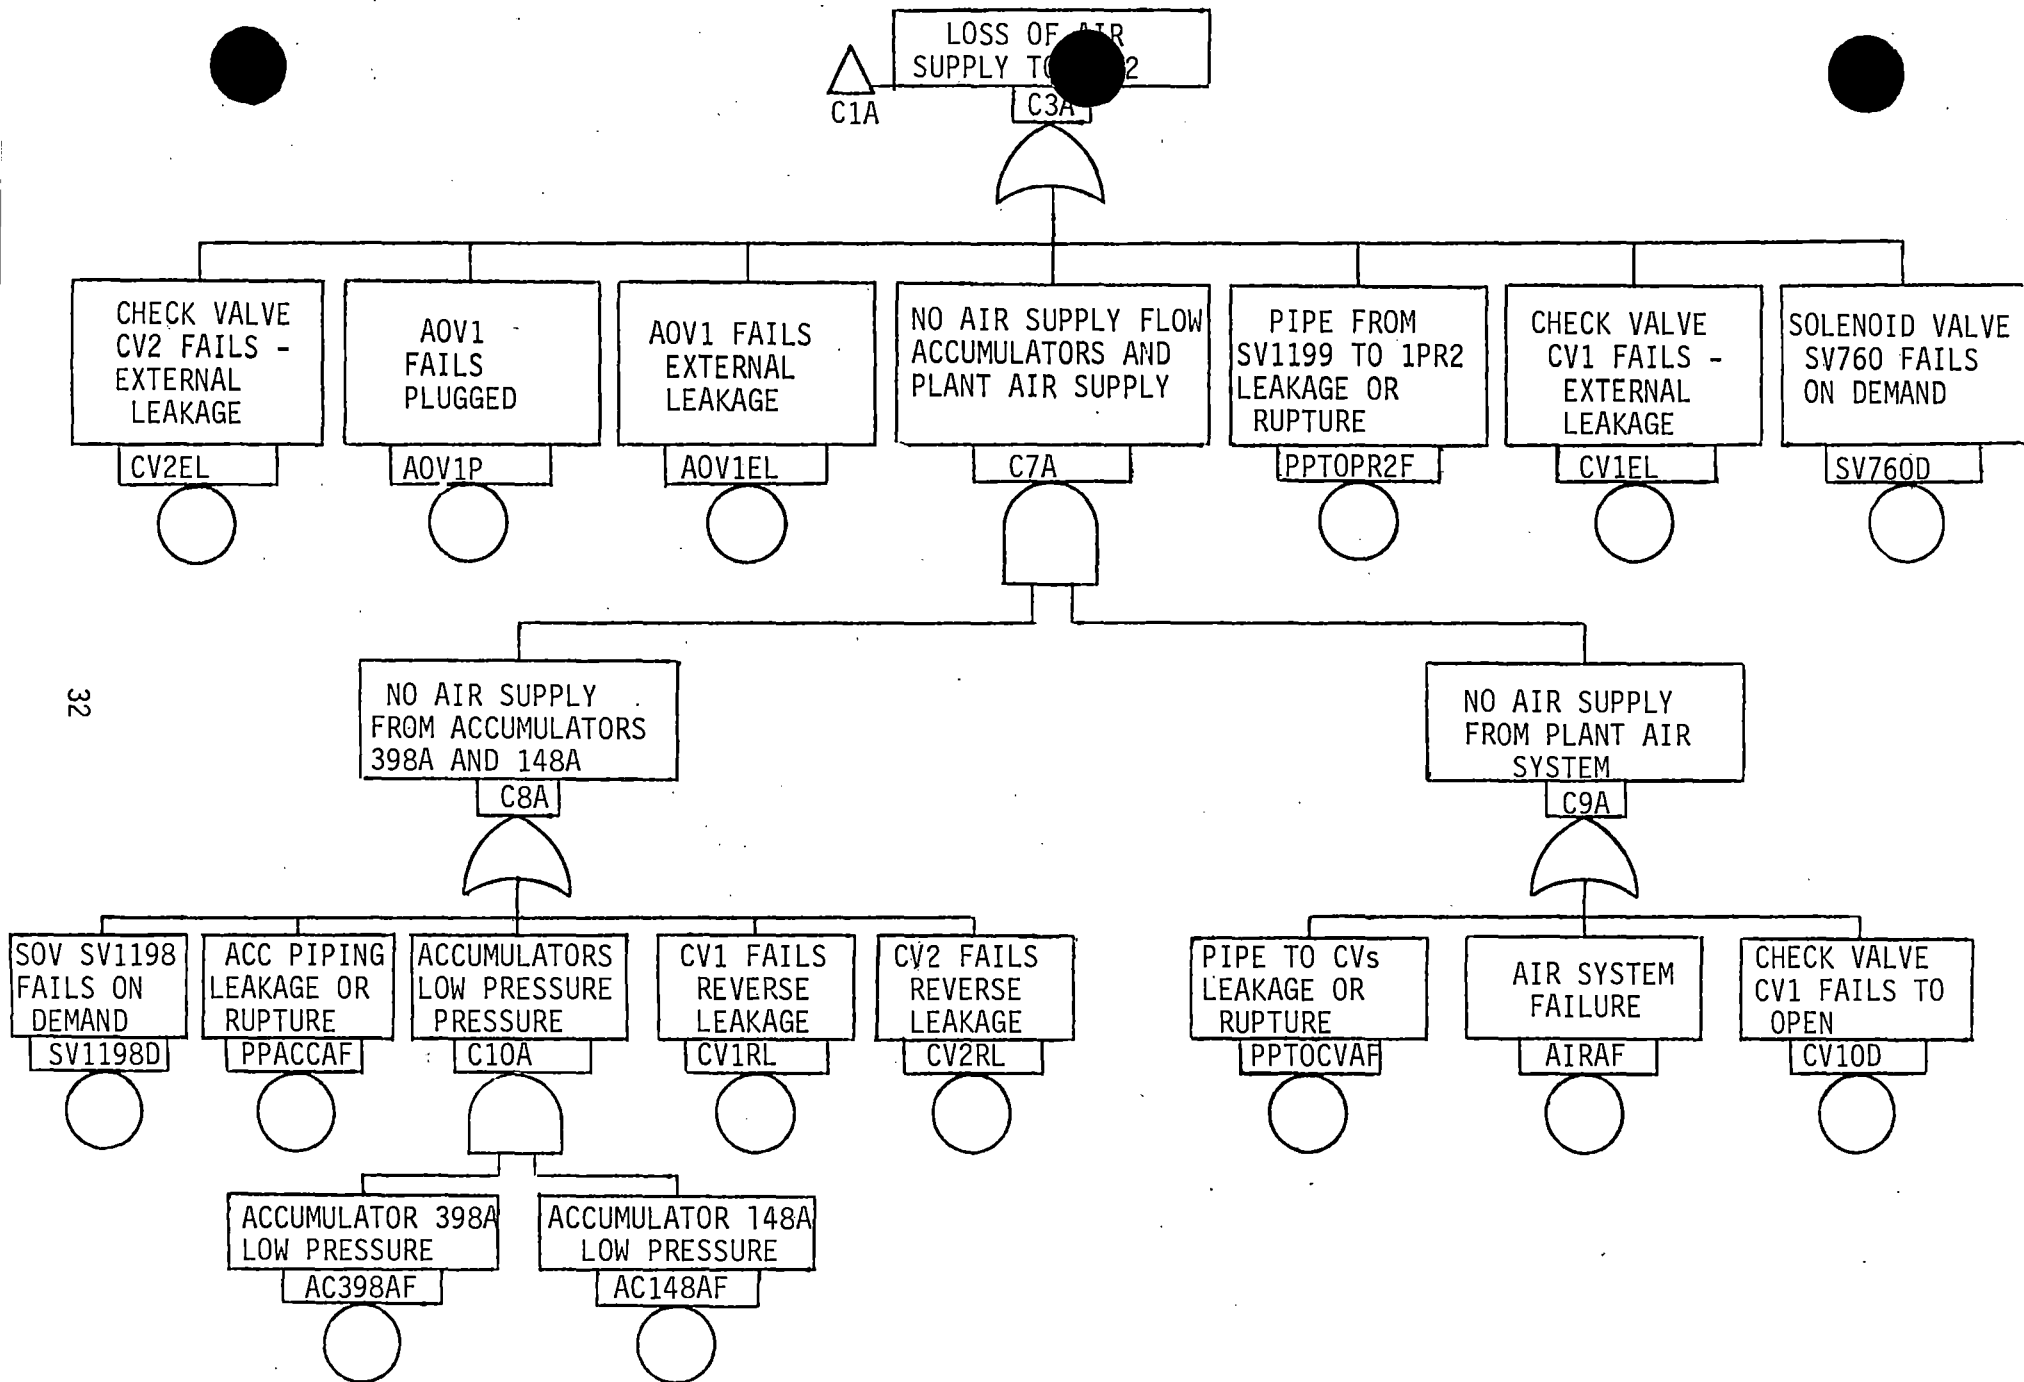 LOSS OF AIR
SUPPLY TO 2
C1A
C3A
CHECK VALVE
CV2 FAILS -
EXTERNAL
LEAKAGE
CV2EL
AOV1
FAILS
PLUGGED
AOV1P
AOV1 FAILS
EXTERNAL
LEAKAGE
AOV1EL
NO AIR SUPPLY FLOW
ACCUMULATORS AND
PLANT AIR SUPPLY
C7A
PIPE FROM
SV1199 TO 1PR2
LEAKAGE OR
RUPTURE
PPTOPR2F
CHECK VALVE
CV1 FAILS -
EXTERNAL
LEAKAGE
CV1EL
SOLENOID VALVE
SV760 FAILS
ON DEMAND
SV760D
NO AIR SUPPLY
FROM ACCUMULATORS
398A AND 148A
C8A
NO AIR SUPPLY
FROM PLANT AIR
SYSTEM
C9A
32
SOV SV1198
FAILS ON
DEMAND
SV1198D
ACC PIPING
LEAKAGE OR
RUPTURE
PPACCAF
ACCUMULATORS
LOW PRESSURE
PRESSURE
C10A
CV1 FAILS
REVERSE
LEAKAGE
CV1RL
CV2 FAILS
REVERSE
LEAKAGE
CV2RL
PIPE TO CVs
LEAKAGE OR
RUPTURE
PPTOCVAF
AIR SYSTEM
FAILURE
AIRAF
CHECK VALVE
CV1 FAILS TO
OPEN
CV1OD
ACCUMULATOR 398A
LOW PRESSURE
AC398AF
ACCUMULATOR 148A
LOW PRESSURE
AC148AF